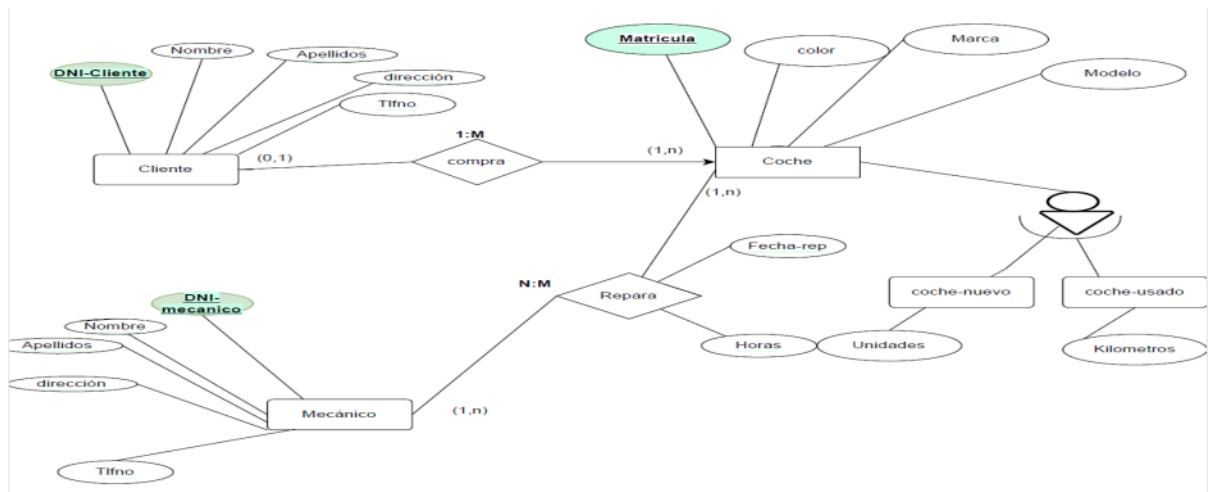 Nombre
Apellidos
DNI-Cliente
dirección
Tlfno
Matricula
color
Marca
Modelo
1:M
(0,1)
(1,n)
Cliente
compra
Coche
(1,n)
Fecha-rep
N:M
Repara
coche-nuevo
coche-usado
DNI-
mecanico
Nombre
Apellidos
dirección
Horas
Unidades
Kilometros
Mecánico
(1,n)
Tlfno